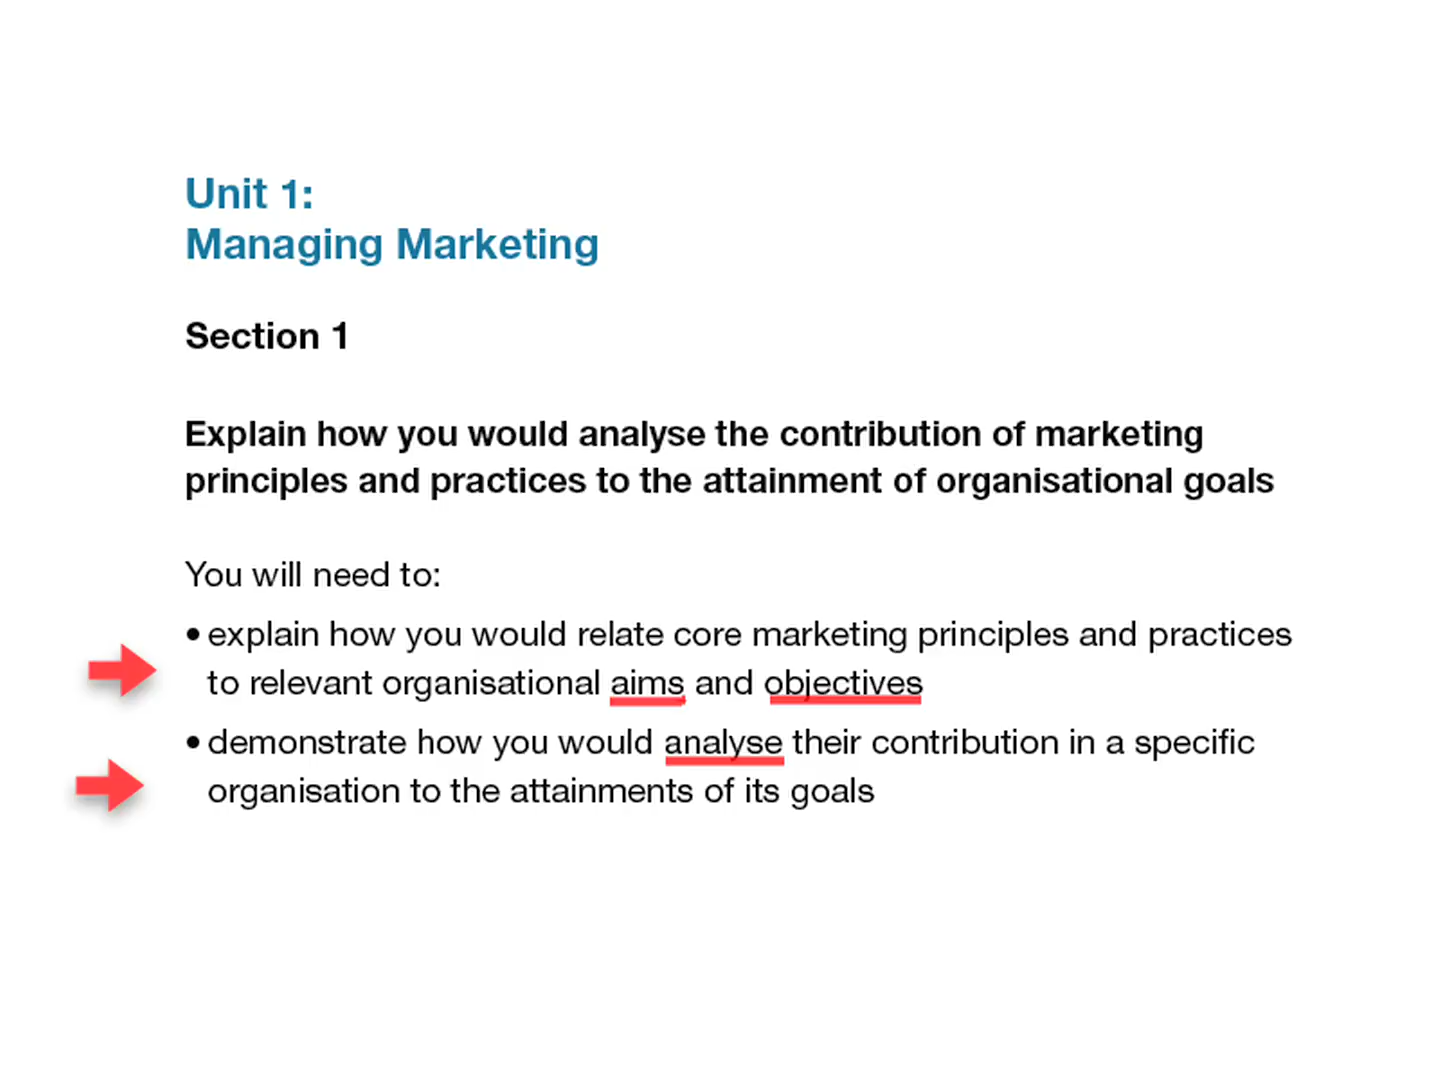 Unit 1:
Managing Marketing
Section 1
Explain how you would analyse the contribution of marketing
principles and practices to the attainment of organisational goals
You will need to:
• explain how you would relate core marketing principles and practices
to relevant organisational aims and objectives
• demonstrate how you would analyse their contribution in a specific
organisation to the attainments of its goals